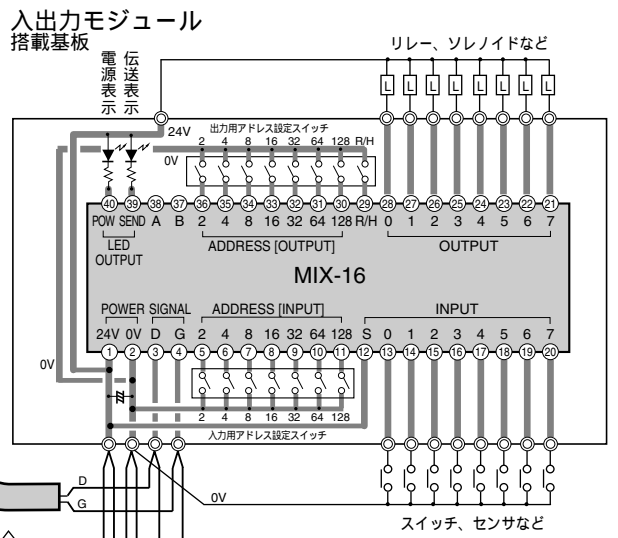 入出力モジュール
搭載基板
リレー、ソレノイドなど
電源表示
伝送表示
L L L L L L L L
24V
出力用アドレス設定スイッチ
2 4 8 16 32 64 128 R/H
0V
40 39 38 37 36 35 34 33 32 31 30 29 28 27 26 25 24 23 22 21
POW SEND A B 2 4 8 16 32 64 128 R/H 0 1 2 3 4 5 6 7
LED OUTPUT
ADDRESS [OUTPUT]
OUTPUT
MIX-16
POWER SIGNAL ADDRESS [INPUT] INPUT
24V 0V D G 2 4 8 16 32 64 128 S 0 1 2 3 4 5 6 7
1 2 3 4 5 6 7 8 9 10 11 12 13 14 15 16 17 18 19 20
0V
2 4 8 16 32 64 128
入力用アドレス設定スイッチ
D
G
0V
スイッチ、センサなど